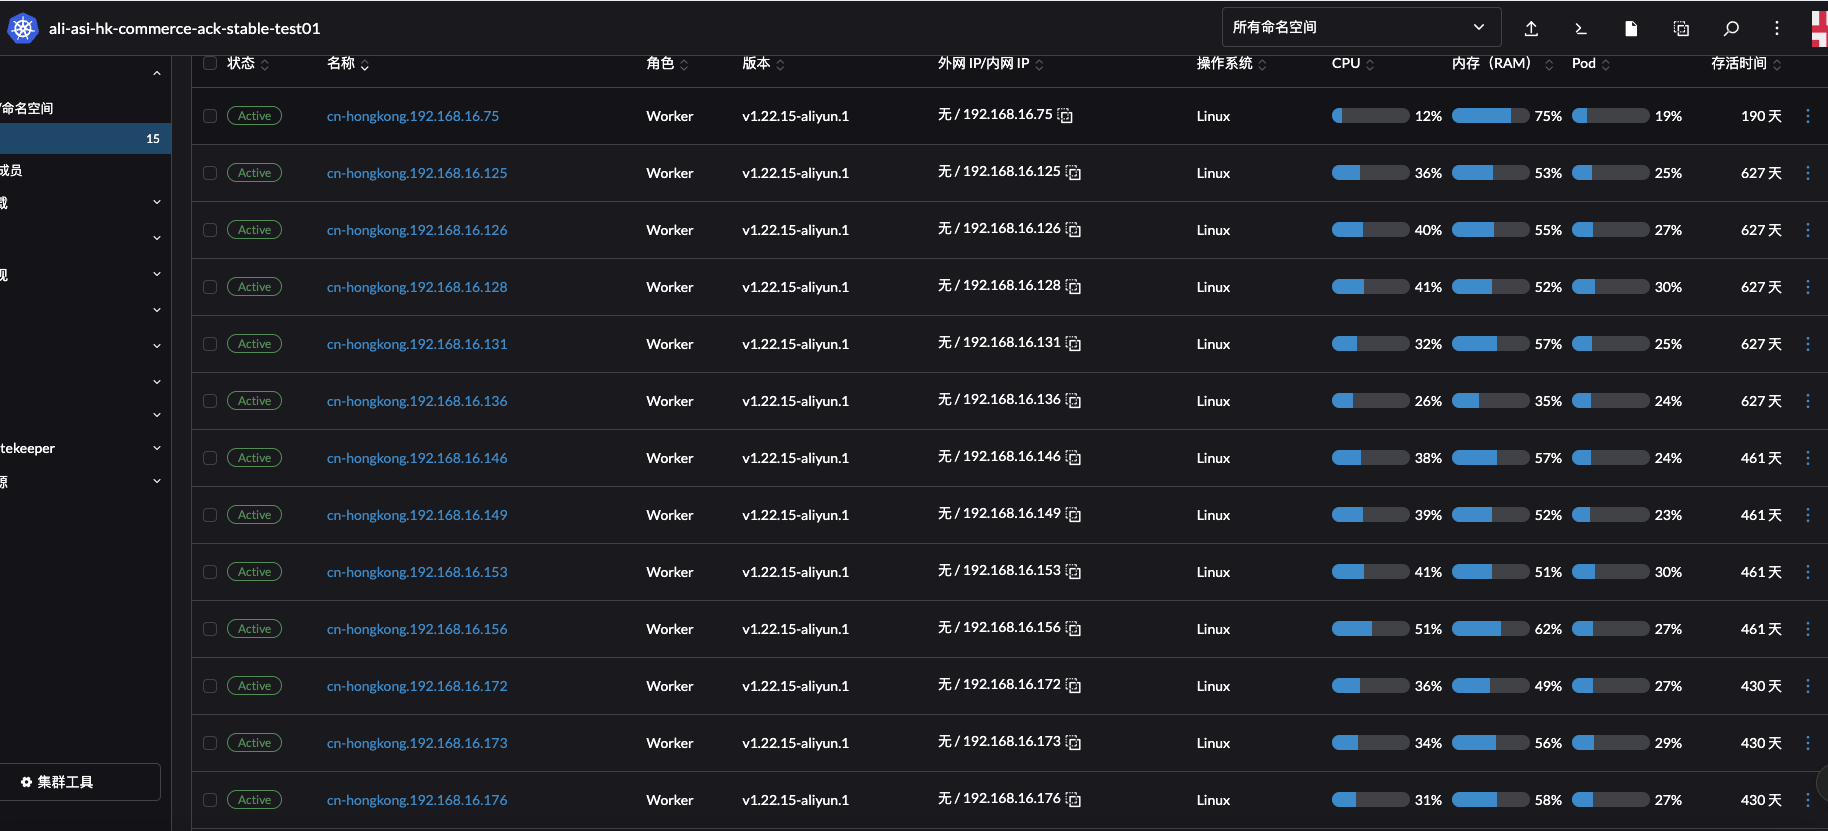 ali-asi-hk-commerce-ack-stable-test01
所有命名空间
/命名空间
15
成员
载
观
tekeeper
源
集群工具
状态 名称 角色 版本 外网 IP/内网 IP 操作系统 CPU 内存（RAM） Pod 存活时间
Active cn-hongkong.192.168.16.75 Worker v1.22.15-aliyun.1 无 / 192.168.16.75 Linux 12% 75% 19% 190 天
Active cn-hongkong.192.168.16.125 Worker v1.22.15-aliyun.1 无 / 192.168.16.125 Linux 36% 53% 25% 627 天
Active cn-hongkong.192.168.16.126 Worker v1.22.15-aliyun.1 无 / 192.168.16.126 Linux 40% 55% 27% 627 天
Active cn-hongkong.192.168.16.128 Worker v1.22.15-aliyun.1 无 / 192.168.16.128 Linux 41% 52% 30% 627 天
Active cn-hongkong.192.168.16.131 Worker v1.22.15-aliyun.1 无 / 192.168.16.131 Linux 32% 57% 25% 627 天
Active cn-hongkong.192.168.16.136 Worker v1.22.15-aliyun.1 无 / 192.168.16.136 Linux 26% 35% 24% 627 天
Active cn-hongkong.192.168.16.146 Worker v1.22.15-aliyun.1 无 / 192.168.16.146 Linux 38% 57% 24% 461 天
Active cn-hongkong.192.168.16.149 Worker v1.22.15-aliyun.1 无 / 192.168.16.149 Linux 39% 52% 23% 461 天
Active cn-hongkong.192.168.16.153 Worker v1.22.15-aliyun.1 无 / 192.168.16.153 Linux 41% 51% 30% 461 天
Active cn-hongkong.192.168.16.156 Worker v1.22.15-aliyun.1 无 / 192.168.16.156 Linux 51% 62% 27% 461 天
Active cn-hongkong.192.168.16.172 Worker v1.22.15-aliyun.1 无 / 192.168.16.172 Linux 36% 49% 27% 430 天
Active cn-hongkong.192.168.16.173 Worker v1.22.15-aliyun.1 无 / 192.168.16.173 Linux 34% 56% 29% 430 天
Active cn-hongkong.192.168.16.176 Worker v1.22.15-aliyun.1 无 / 192.168.16.176 Linux 31% 58% 27% 430 天